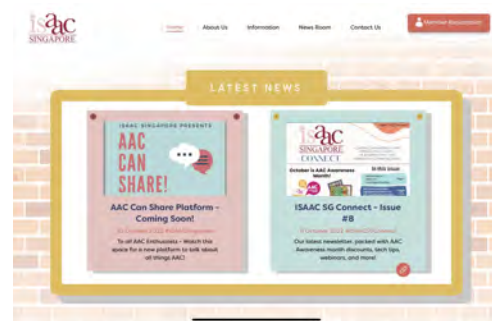 isaac
SINGAPORE
Home About Us Information News Room Contact Us Member Registration
LATEST NEWS
ISAAC SINGAPORE PRESENTS
AAC
CAN
SHARE!
AAC Can Share Platform -
Coming Soon!
To all AAC Enthusiasts - Watch this
space for a new platform to talk about
all things AAC!
isaac
SINGAPORE
CONNECT
October is AAC Awareness
Month!
In this issue
ISAAC SG Connect - Issue
#8
Our latest newsletter, packed with AAC
Awareness month discounts, tech tips,
webinars, and more!